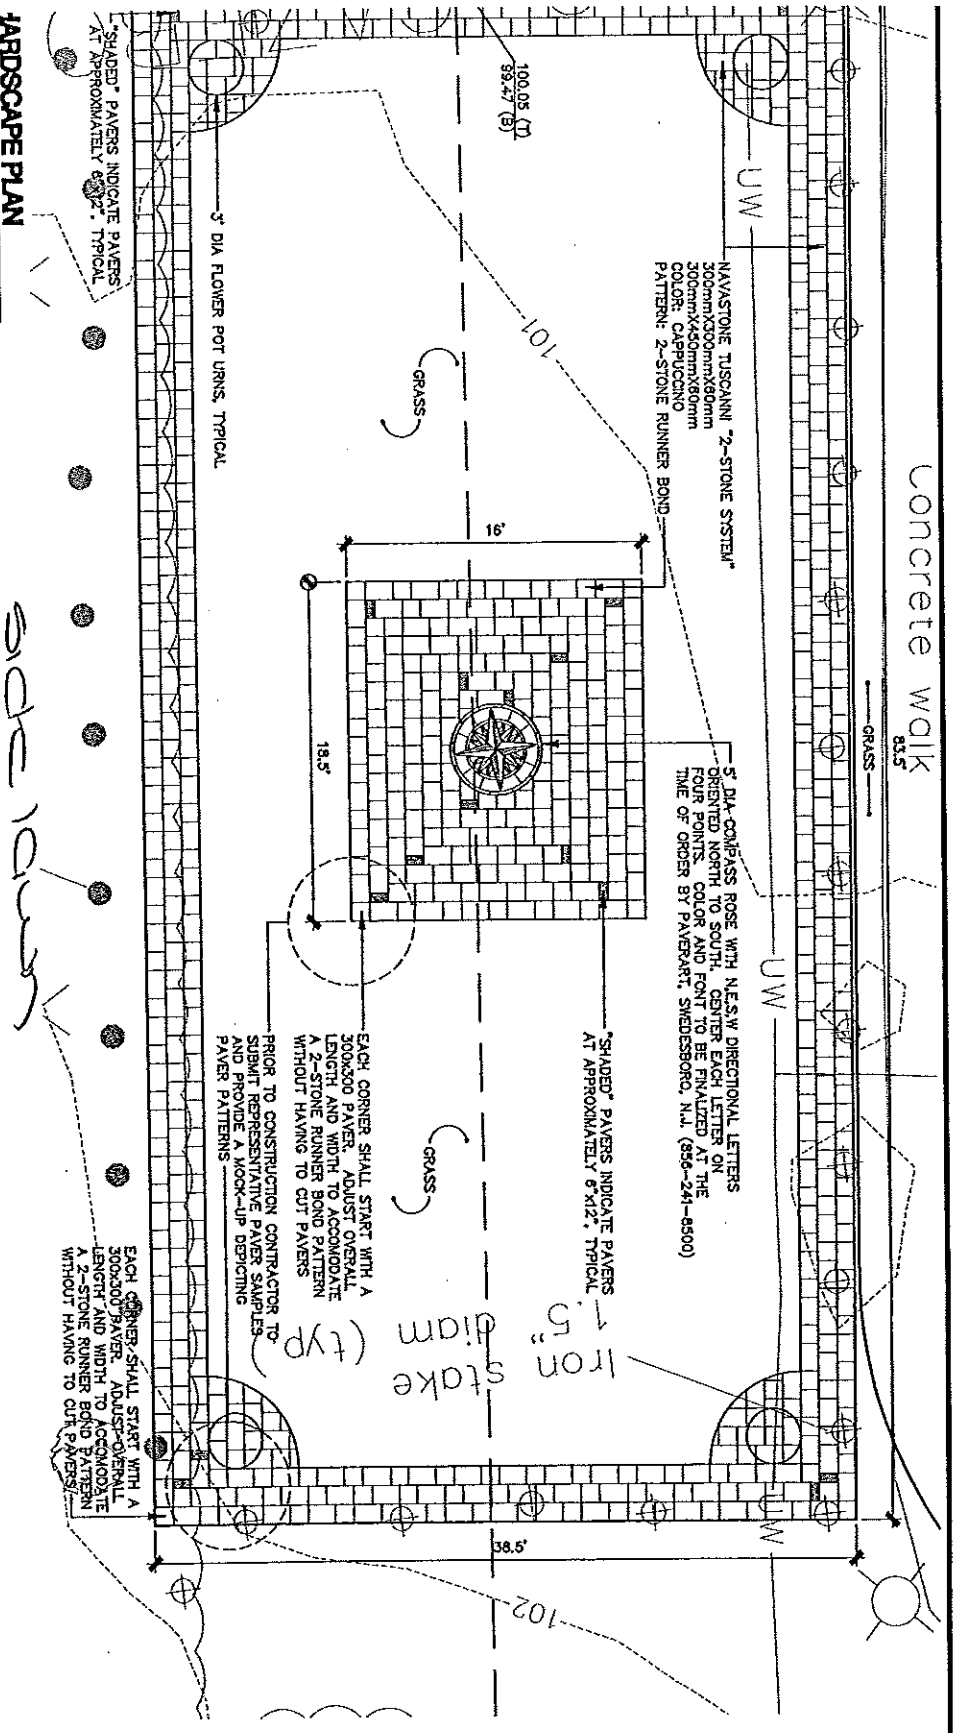 Concrete walk
83.5'
GRASS
UW
NAVASTONE TUSCANNI "2-STONE SYSTEM"
300mmX300mmX60mm
300mmX450mmX60mm
COLOR: CAPPUCCINO
PATTERN: 2-STONE RUNNER BOND
5' DIA COMPASS ROSE WITH N,E,S,W DIRECTIONAL LETTERS
ORIENTED NORTH TO SOUTH. CENTER EACH LETTER ON
FOUR POINTS. COLOR AND FONT TO BE FINALIZED AT THE
TIME OF ORDER BY PAVERART, SWEDESBORO, N.J. (856-241-8500)
UW
UW
100.05 (T)
99.47 (B)
101
GRASS
16'
18.5'
"SHADED" PAVERS INDICATE PAVERS
AT APPROXIMATELY 6"x12", TYPICAL
Iron stake
1.5" diam (typ)
GRASS
EACH CORNER SHALL START WITH A
300x300 PAVER. ADJUST OVERALL
LENGTH AND WIDTH TO ACCOMODATE
A 2-STONE RUNNER BOND PATTERN
WITHOUT HAVING TO CUT PAVERS
PRIOR TO CONSTRUCTION CONTRACTOR TO
SUBMIT REPRESENTATIVE PAVER SAMPLES
AND PROVIDE A MOCK-UP DEPICTING
PAVER PATTERNS
38.5'
102
3' DIA FLOWER POT URNS, TYPICAL
"SHADED" PAVERS INDICATE PAVERS
AT APPROXIMATELY 6"x12", TYPICAL
EACH CORNER SHALL START WITH A
300x300 PAVER. ADJUST OVERALL
LENGTH AND WIDTH TO ACCOMODATE
A 2-STONE RUNNER BOND PATTERN
WITHOUT HAVING TO CUT PAVERS
ARDSCAPE PLAN
side lawn